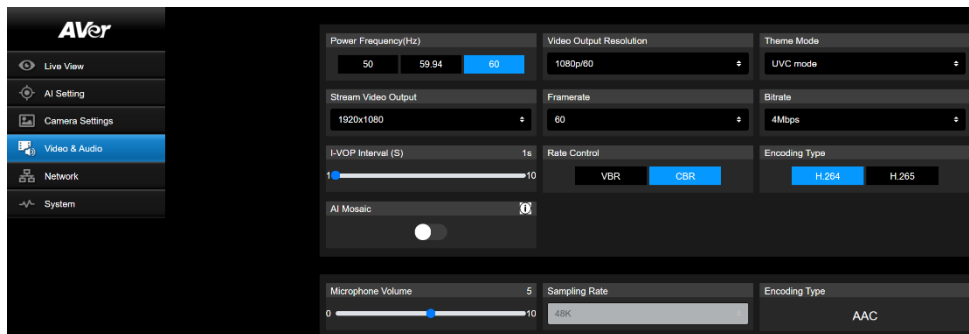 AVer
Live View
AI Setting
Camera Settings
Video & Audio
Network
System
Power Frequency(Hz)
50 59.94 60
Video Output Resolution
1080p/60
Theme Mode
UVC mode
Stream Video Output
1920x1080
Framerate
60
Bitrate
4Mbps
I-VOP Interval (S) 1s
1 10
Rate Control
VBR CBR
Encoding Type
H.264 H.265
AI Mosaic
Microphone Volume 5
0 10
Sampling Rate
48K
Encoding Type
AAC